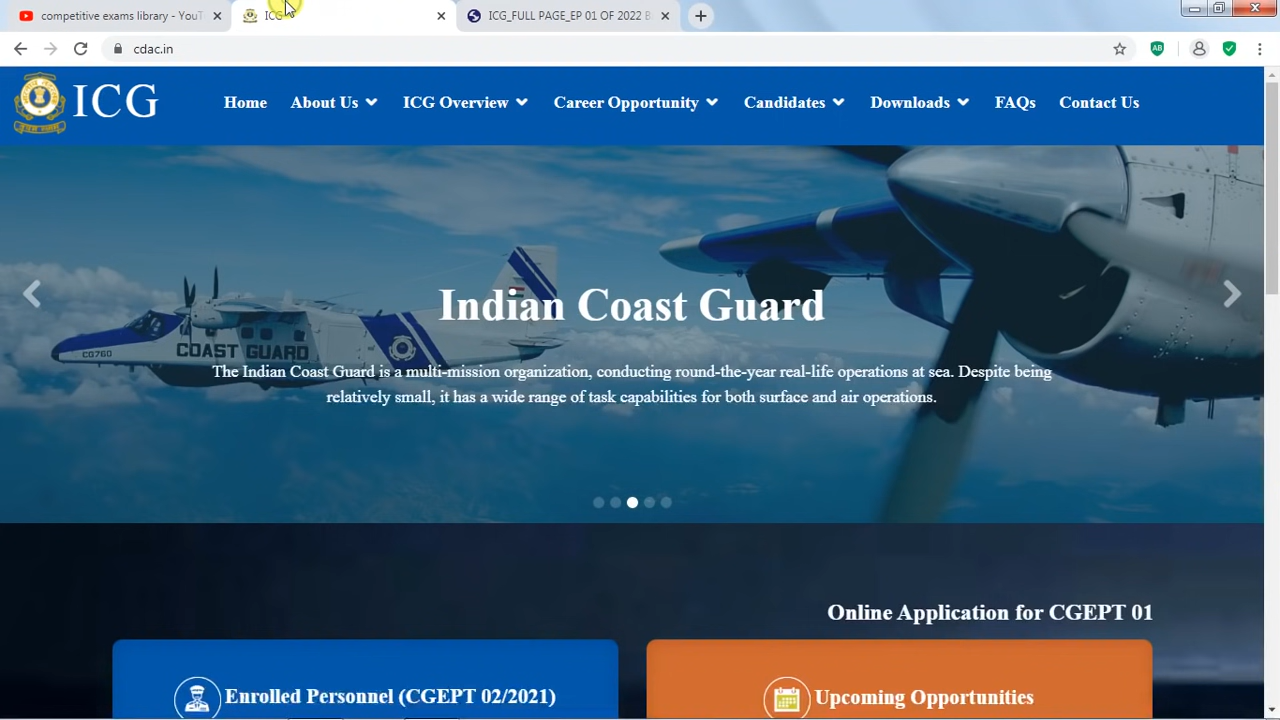 competitive exams library - YouT
ICG
ICG_FULL PAGE_EP 01 OF 2022 B
cdac.in
ICG
Home
About Us
ICG Overview
Career Opportunity
Candidates
Downloads
FAQs
Contact Us
CG760
COAST GUARD
Indian Coast Guard
The Indian Coast Guard is a multi-mission organization, conducting round-the-year real-life operations at sea. Despite being
relatively small, it has a wide range of task capabilities for both surface and air operations.
Online Application for CGEPT 01
Enrolled Personnel (CGEPT 02/2021)
Upcoming Opportunities